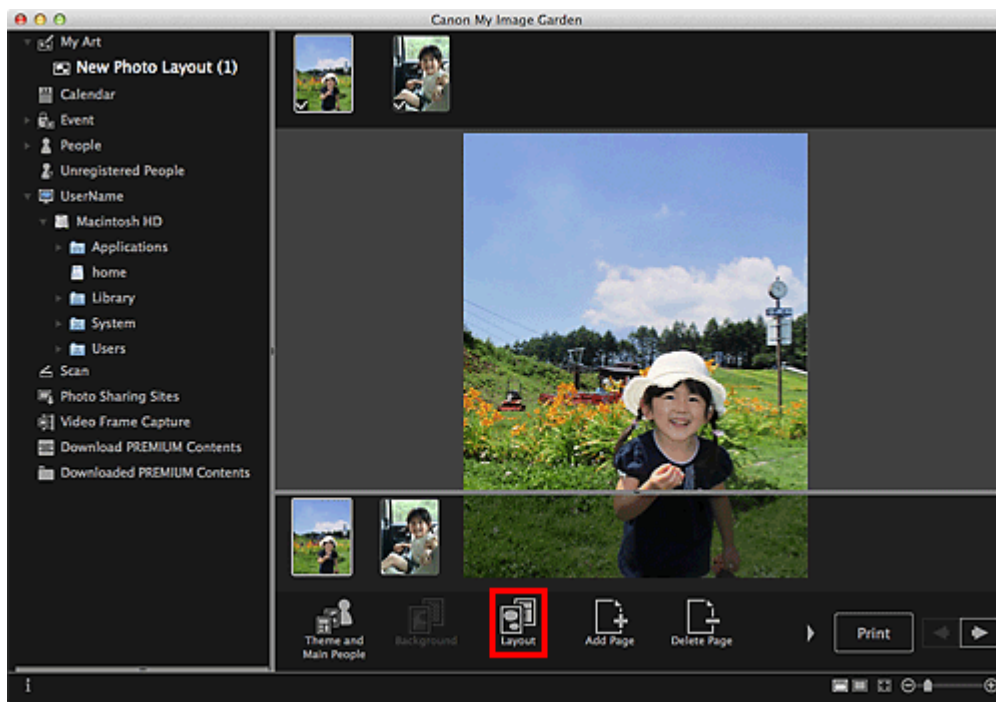 Canon My Image Garden
My Art
New Photo Layout (1)
Calendar
Event
People
Unregistered People
UserName
Macintosh HD
Applications
home
Library
System
Users
Scan
Photo Sharing Sites
Video Frame Capture
Download PREMIUM Contents
Downloaded PREMIUM Contents
Theme and
Main People
Background
Layout
Add Page
Delete Page
Print